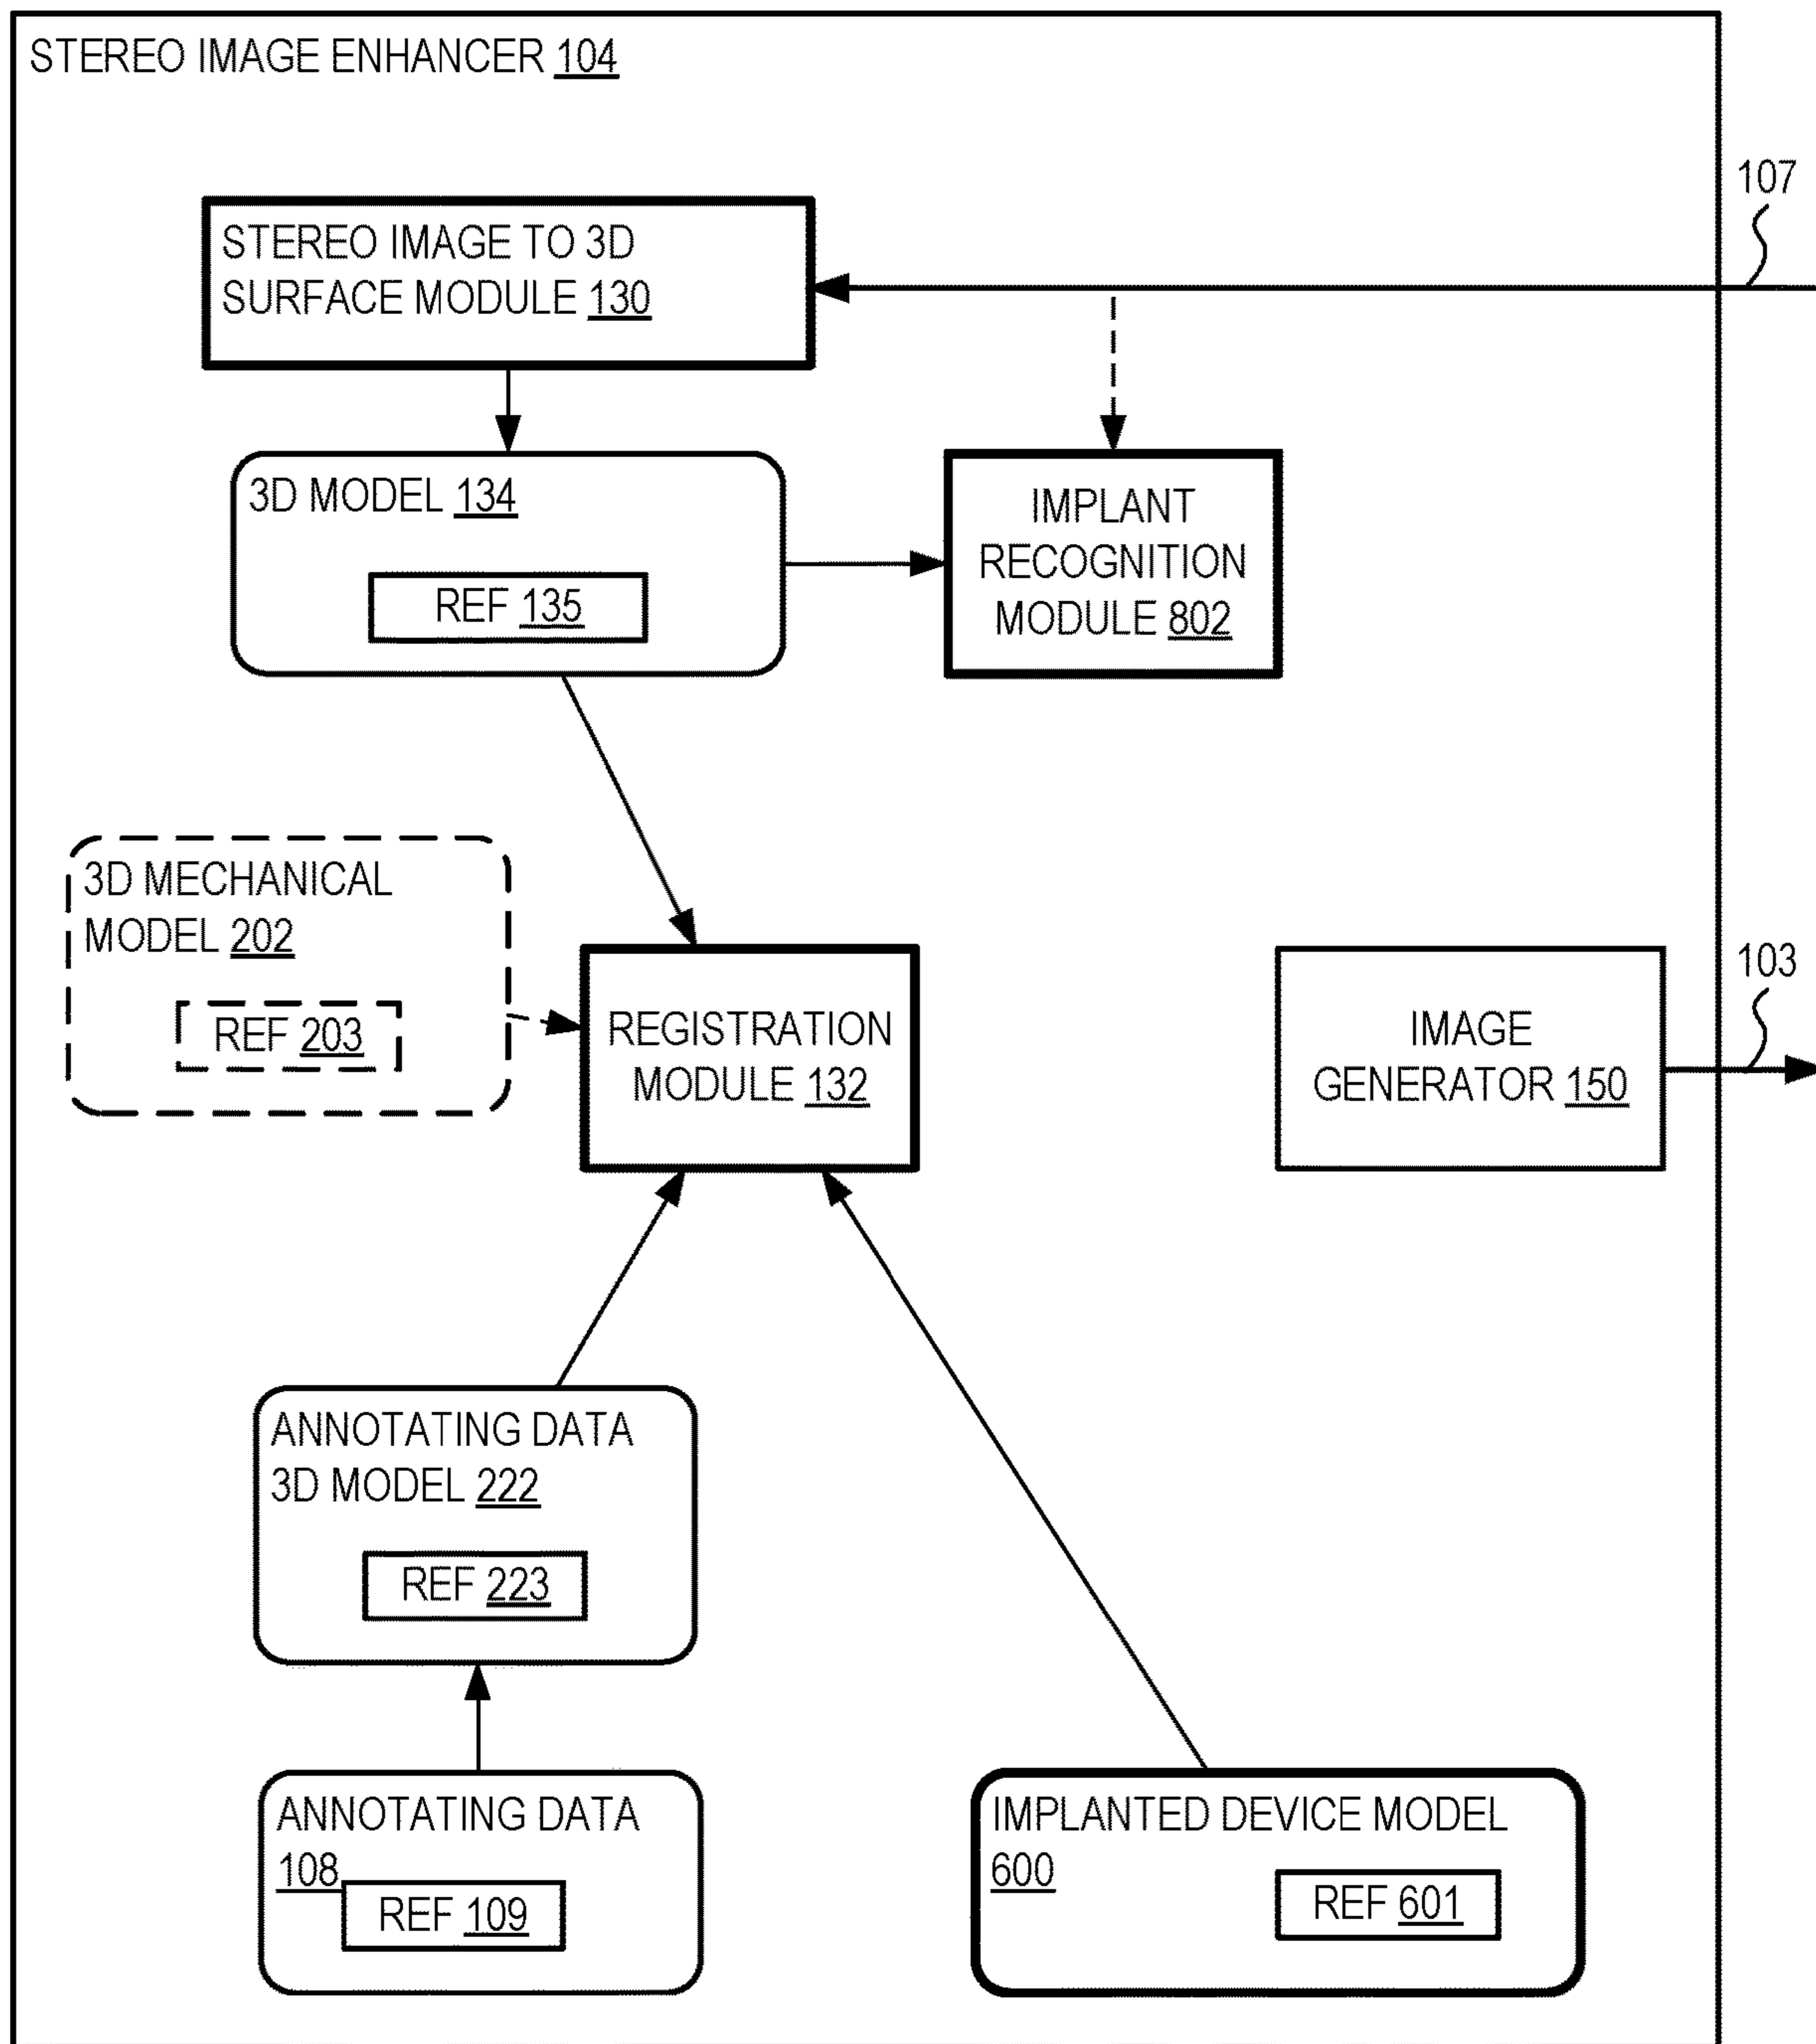 STEREO IMAGE ENHANCER 104
107
STEREO IMAGE TO 3D
SURFACE MODULE 130
3D MODEL 134
REF 135
IMPLANT
RECOGNITION
MODULE 802
3D MECHANICAL
MODEL 202
REF 203
REGISTRATION
MODULE 132
103
IMAGE
GENERATOR 150
ANNOTATING DATA
3D MODEL 222
REF 223
ANNOTATING DATA
108
REF 109
IMPLANTED DEVICE MODEL
600
REF 601